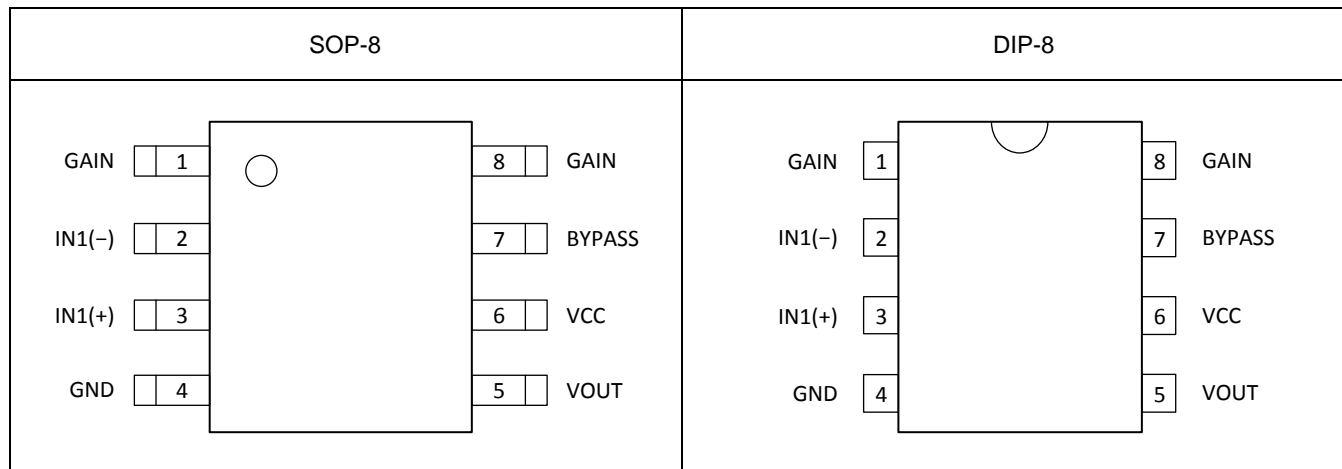 SOP-8 DIP-8
GAIN 1 8 GAIN GAIN 1 8 GAIN
IN1(−) 2 7 BYPASS IN1(−) 2 7 BYPASS
IN1(+) 3 6 VCC IN1(+) 3 6 VCC
GND 4 5 VOUT GND 4 5 VOUT